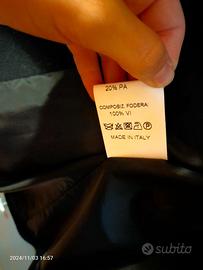 20% PA
COMPOSIZ. FODERA:
100% VI
MADE IN ITALY
2024/11/03 16:57
subito